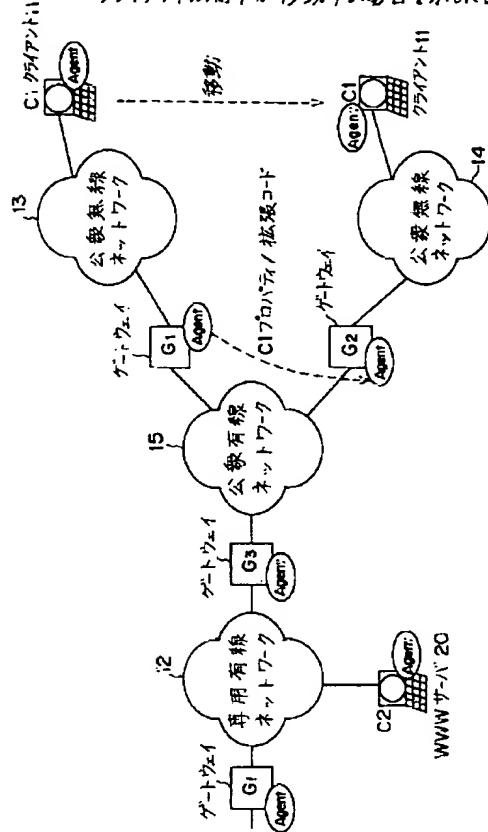 C1 クライアント11
Agent
移動
C1
クライアント11
Agent
13
公衆無線
ネットワーク
14
公衆無線
ネットワーク
ゲートウェイ
G1
Agent
C1プロパティ/拡張コード
ゲートウェイ
G2
Agent
15
公衆有線
ネットワーク
ゲートウェイ
G3
Agent
12
専用有線
ネットワーク
C2
Agent
WWWサーバ20
ゲートウェイ
Gf
Agent